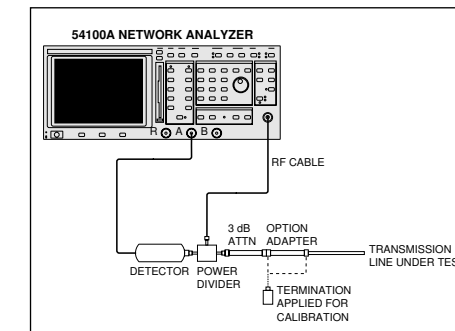 54100A NETWORK ANALYZER
R A B
RF CABLE
3 dB
ATTN
OPTION
ADAPTER
TRANSMISSION
LINE UNDER TES
DETECTOR
POWER
DIVIDER
TERMINATION
APPLIED FOR
CALIBRATION